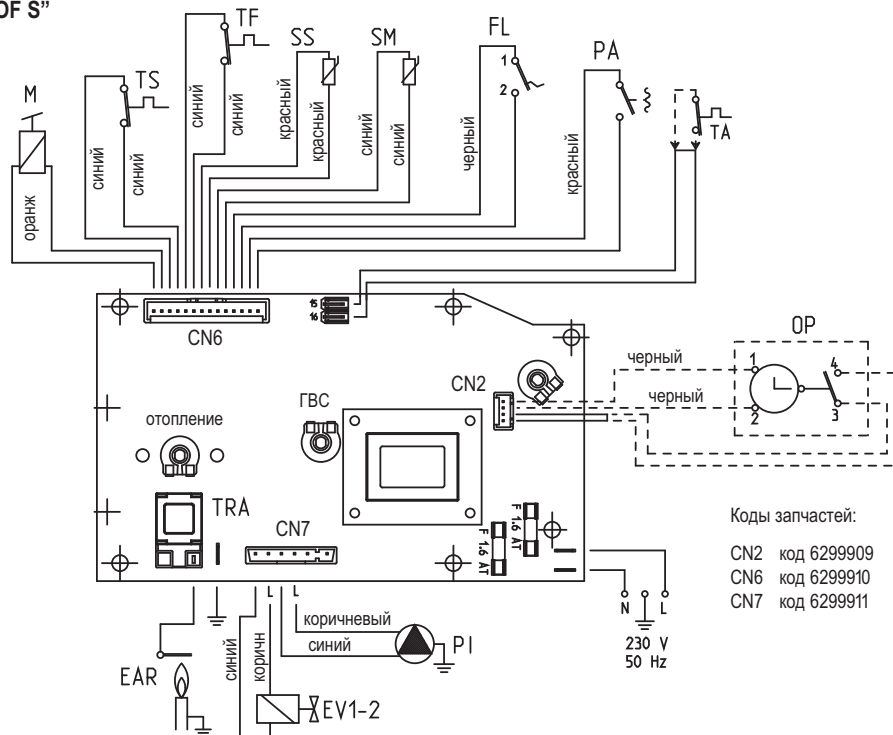 OF S”
TF
SS
SM
FL
PA
TS
M
TA
1
2
оранж
синий
синий
синий
синий
красный
красный
синий
синий
черный
красный
15
16
CN6
OP
черный
черный
1
2
4
3
CN2
ГВС
отопление
TRA
CN7
F 1.6 AT
F 1.6 AT
Коды запчастей:
CN2 код 6299909
CN6 код 6299910
CN7 код 6299911
L
L
N
L
230 V
50 Hz
коричневый
синий
PI
синий
коричн
EAR
EV1-2